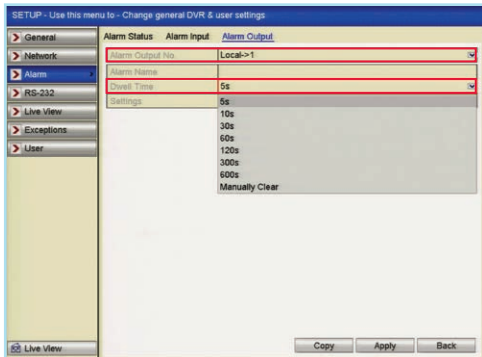 SETUP - Use this menu to - Change general DVR & user settings
General
Network
Alarm
RS-232
Live View
Exceptions
User
Live View
Alarm Status Alarm Input Alarm Output
Alarm Output No. Local->1
Alarm Name
Dwell Time 5s
Settings
5s
10s
30s
60s
120s
300s
600s
Manually Clear
Copy Apply Back